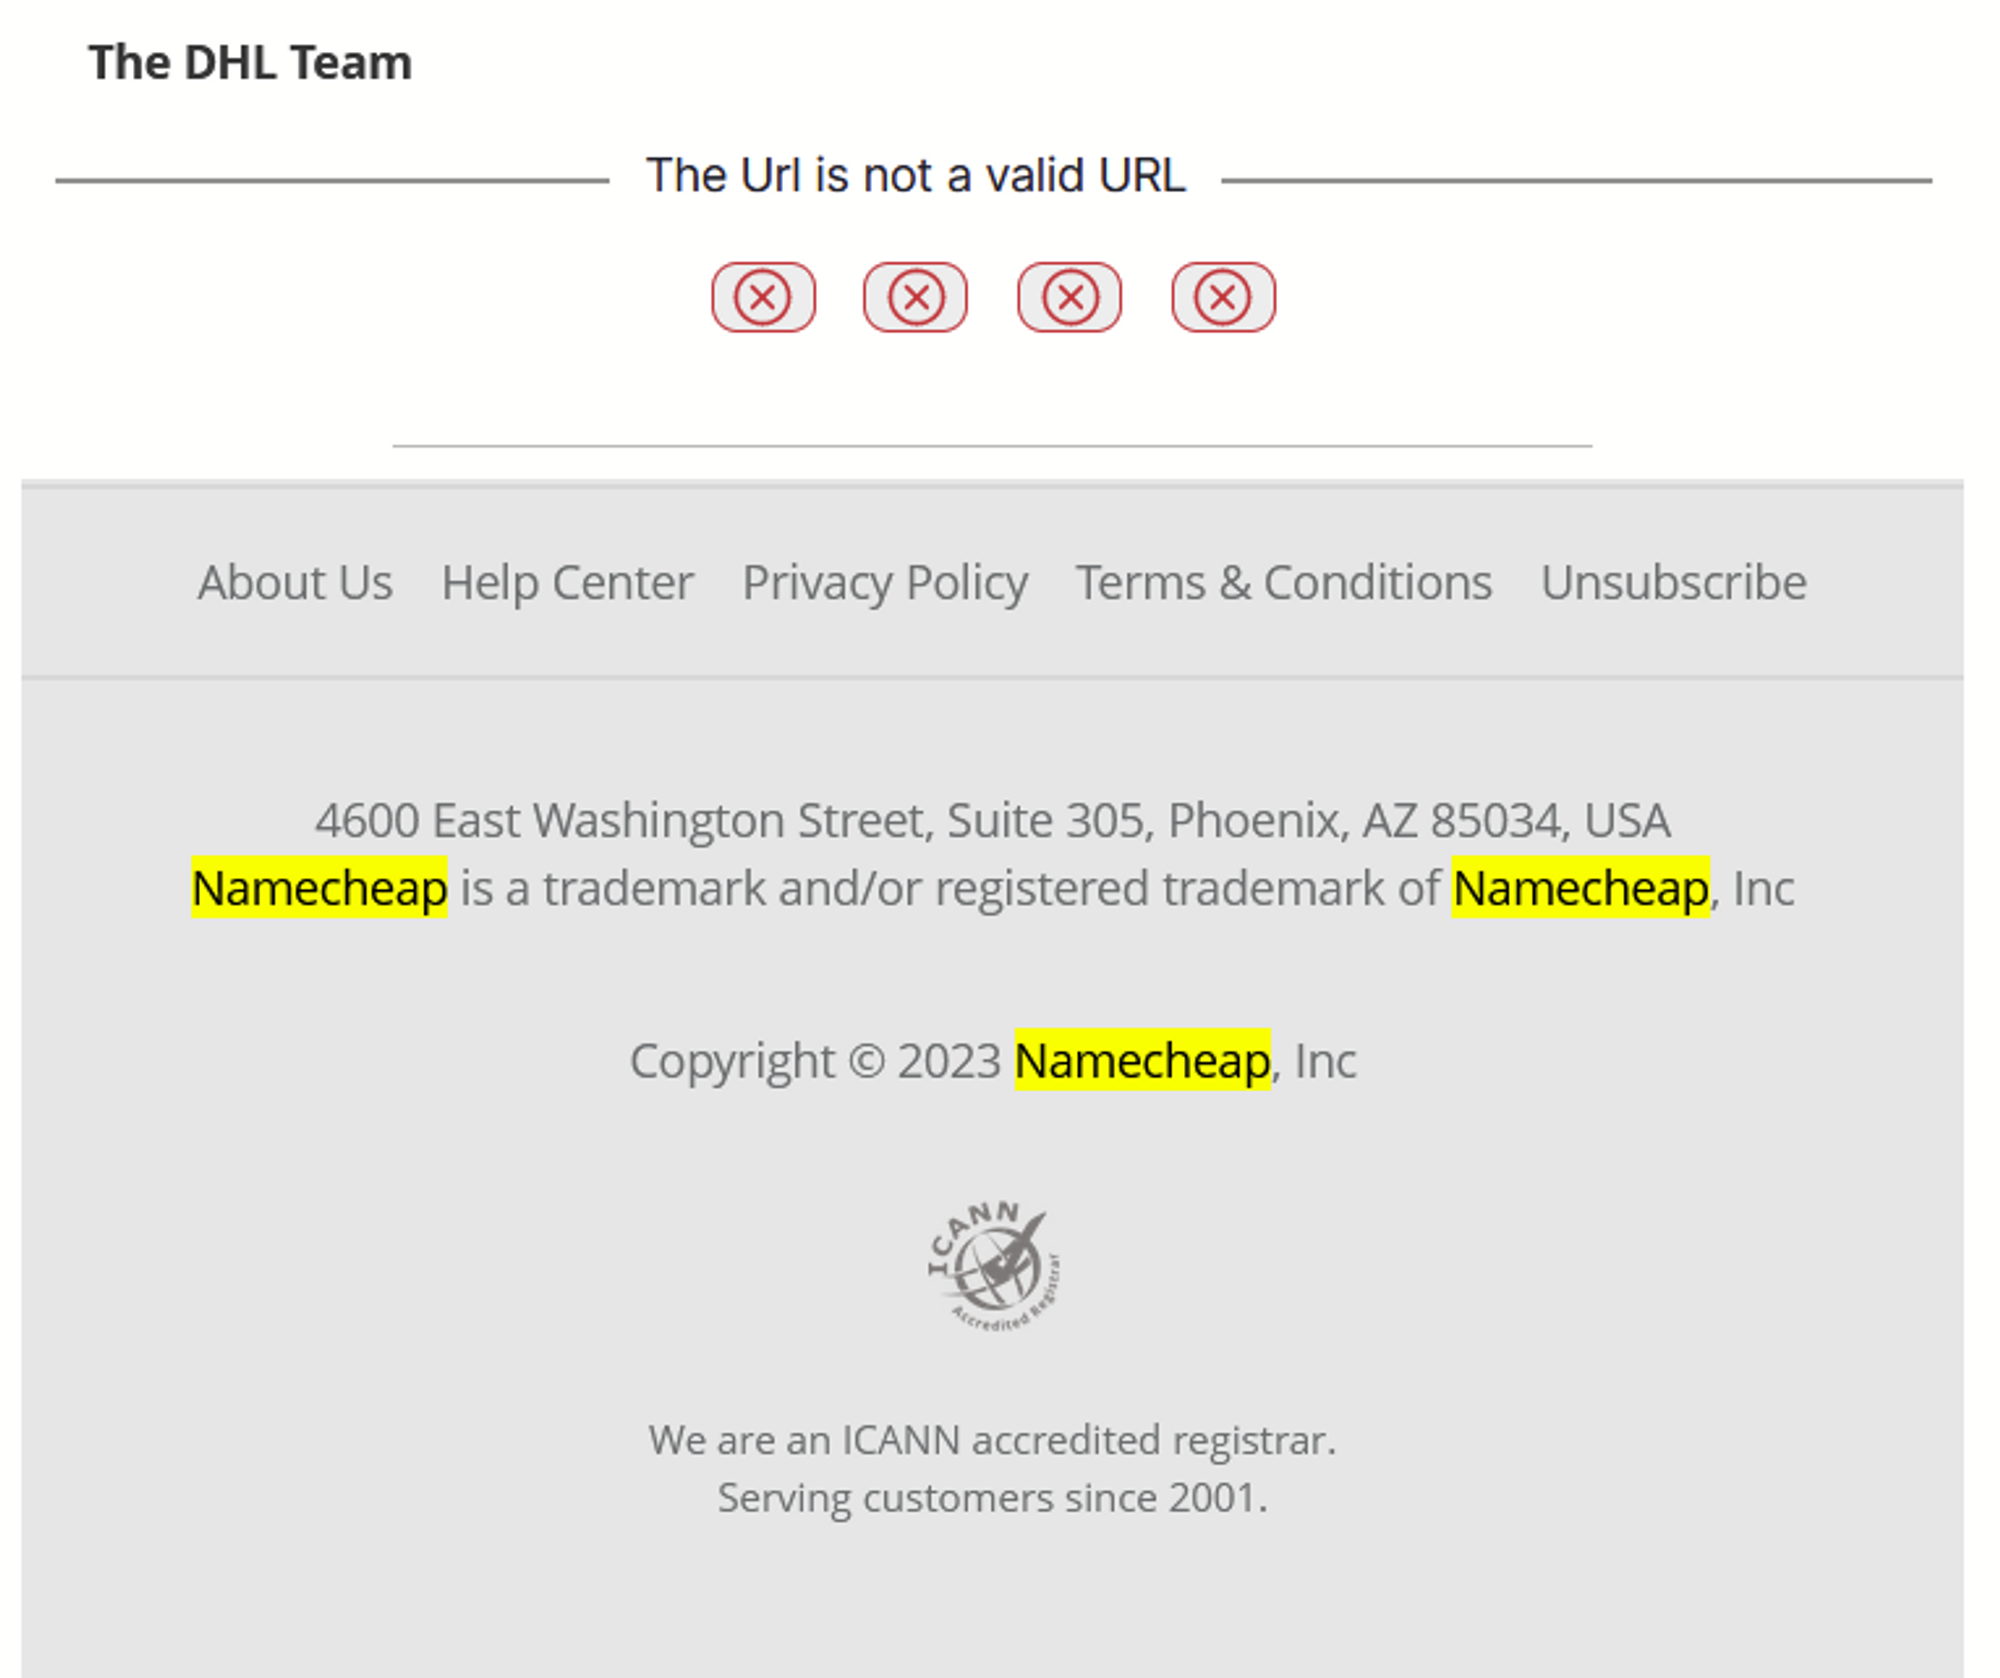 The DHL Team
The Url is not a valid URL
About Us Help Center Privacy Policy Terms & Conditions Unsubscribe
4600 East Washington Street, Suite 305, Phoenix, AZ 85034, USA
Namecheap is a trademark and/or registered trademark of Namecheap, Inc
Copyright © 2023 Namecheap, Inc
ICANN
Accredited Registrar
We are an ICANN accredited registrar.
Serving customers since 2001.